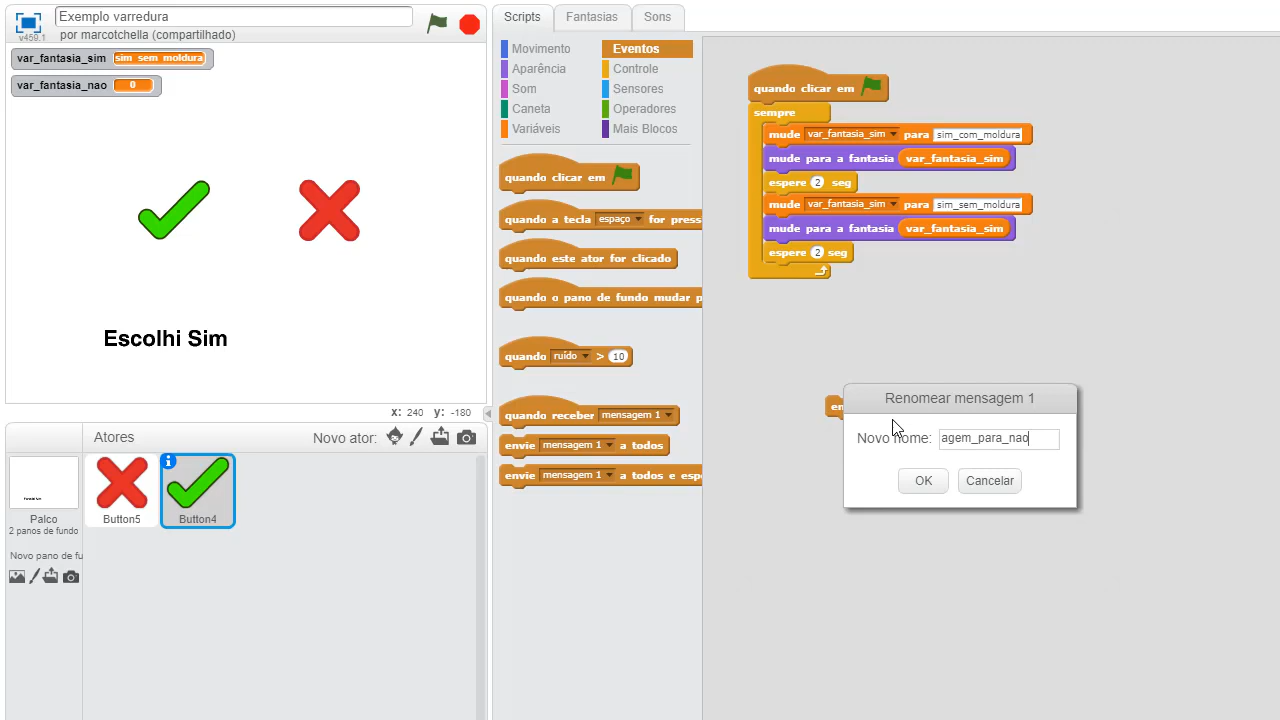 Exemplo varredura
v459.1
por marcotchella (compartilhado)
var_fantasia_sim sim_sem_moldura
var_fantasia_nao 0
Escolhi Sim
x: 240 y: -180
Atores
Novo ator:
Palco
2 panos de fundo
Novo pano de fu
Button5
Button4
Scripts Fantasias Sons
Movimento Eventos
Aparência Controle
Som Sensores
Caneta Operadores
Variáveis Mais Blocos
quando clicar em
quando a tecla espaço for press
quando este ator for clicado
quando o pano de fundo mudar p
quando ruído > 10
quando receber mensagem 1
envie mensagem 1 a todos
envie mensagem 1 a todos e esp
quando clicar em
sempre
mude var_fantasia_sim para sim_com_moldura
mude para a fantasia var_fantasia_sim
espere 2 seg
mude var_fantasia_sim para sim_sem_moldura
mude para a fantasia var_fantasia_sim
espere 2 seg
en
Renomear mensagem 1
Novo nome: agem_para_nao
OK Cancelar